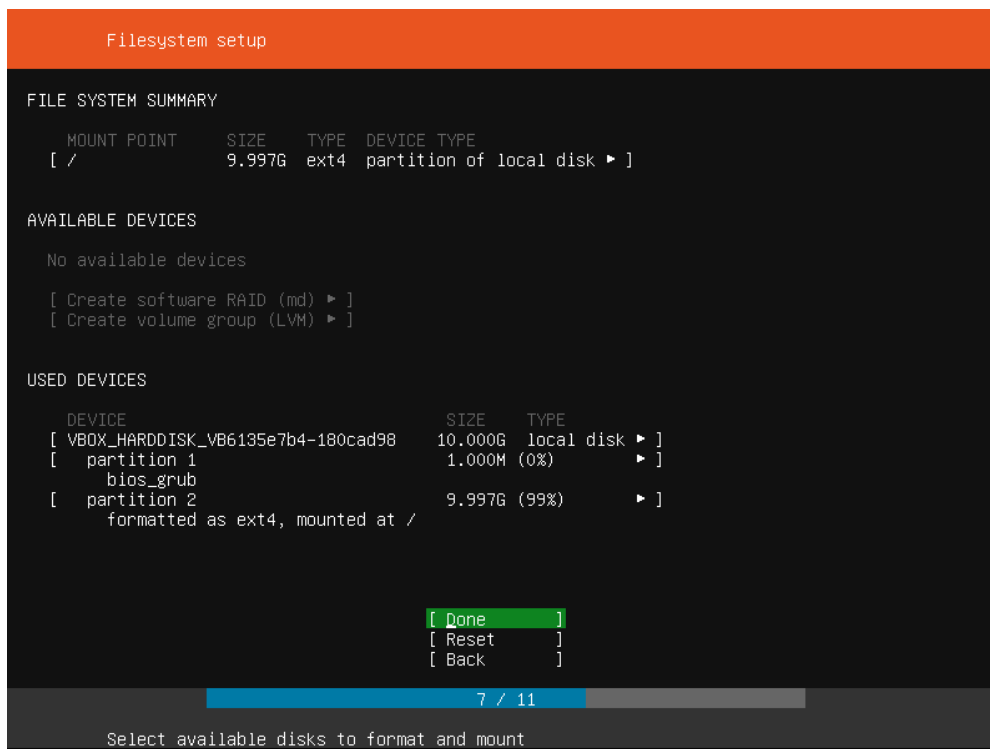 Filesystem setup
FILE SYSTEM SUMMARY
MOUNT POINT SIZE TYPE DEVICE TYPE
[ / 9.997G ext4 partition of local disk ▸ ]
AVAILABLE DEVICES
No available devices
[ Create software RAID (md) ▸ ]
[ Create volume group (LVM) ▸ ]
USED DEVICES
DEVICE SIZE TYPE
[ VBOX_HARDDISK_VB6135e7b4-180cad98 10.000G local disk ▸ ]
[ partition 1 1.000M (0%) ▸ ]
bios_grub
[ partition 2 9.997G (99%) ▸ ]
formatted as ext4, mounted at /
[ Done ]
[ Reset ]
[ Back ]
7 / 11
Select available disks to format and mount